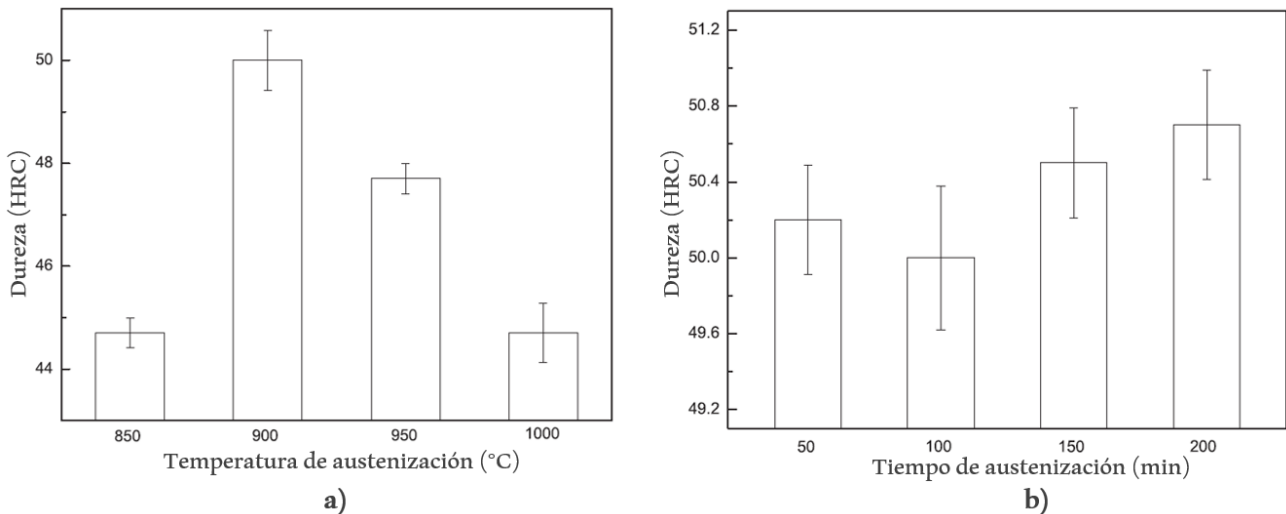 Dureza (HRC)
50
48
46
44
850 900 950 1000
Temperatura de austenización (°C)
a)
Dureza (HRC)
51.2
50.8
50.4
50.0
49.6
49.2
50 100 150 200
Tiempo de austenización (min)
b)